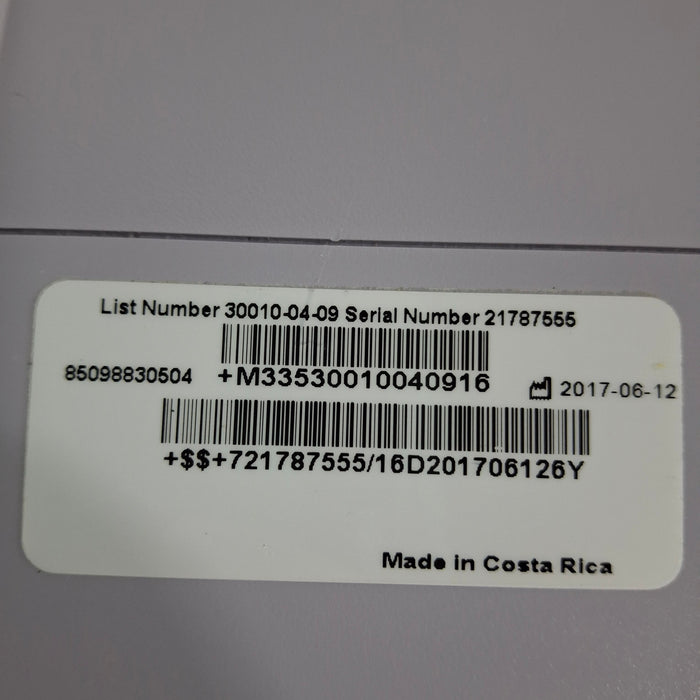 List Number 30010-04-09 Serial Number 21787555
85098830504 +M33530010040916 2017-06-12
+$$+721787555/16D201706126Y
Made in Costa Rica